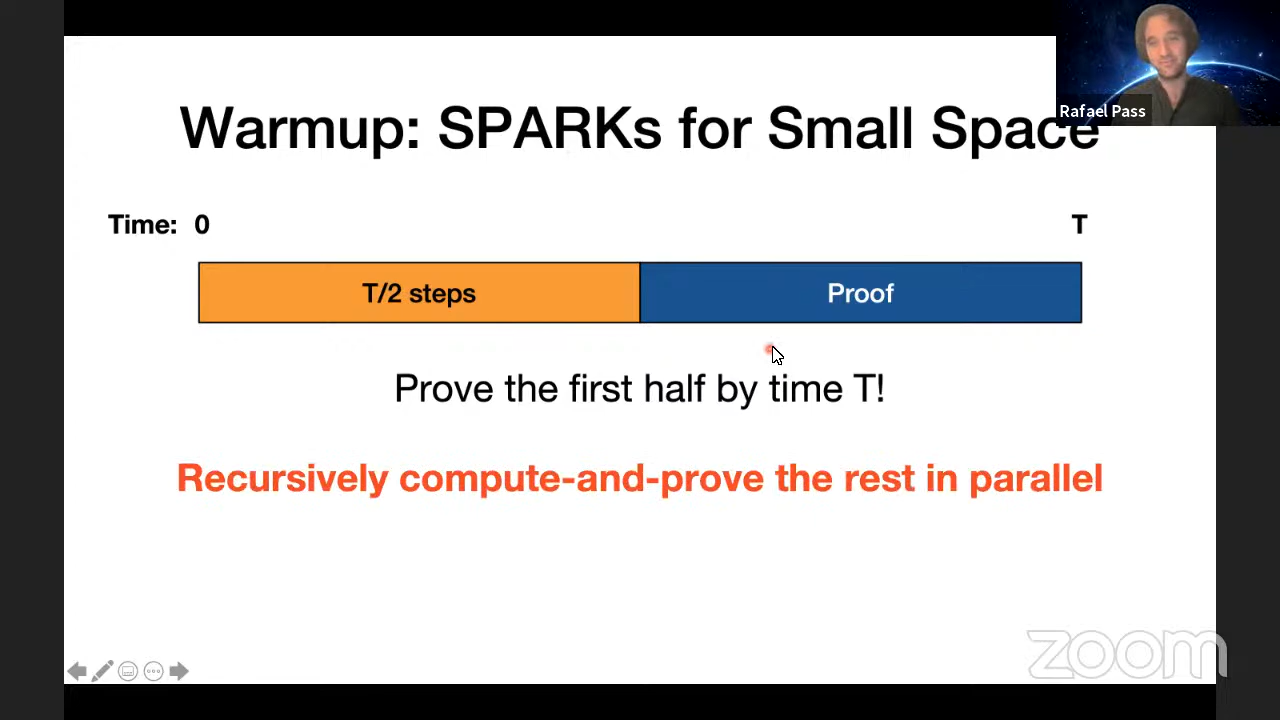 Rafael Pass
Warmup: SPARKs for Small Space
Time: 0 T
T/2 steps Proof
Prove the first half by time T!
Recursively compute-and-prove the rest in parallel
zoom